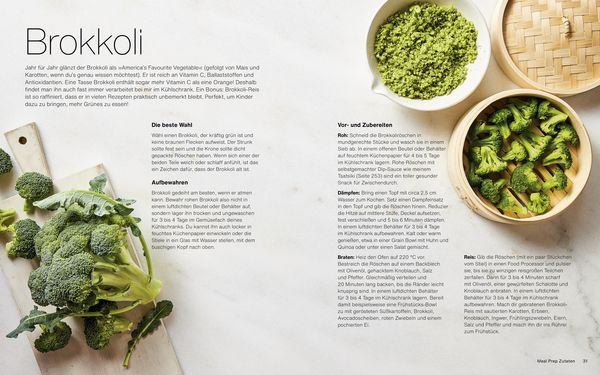 Brokkoli
Jahr für Jahr glänzt der Brokkoli als »America's Favourite Vegetable« (gefolgt von Mais und
Karotten, wenn du's genau wissen möchtest). Er ist reich an Vitamin C, Ballaststoffen und
Antioxidantien. Eine Tasse Brokkoli enthält sogar mehr Vitamin C als eine Orange! Deshalb
findet man ihn auch fast immer verarbeitet bei mir im Kühlschrank. Ein Bonus: Brokkoli-Reis
ist so raffiniert, dass er in vielen Rezepten praktisch unbemerkt bleibt. Perfekt, um Kinder
dazu zu bringen, mehr Grünes zu essen!
Die beste Wahl
Wähl einen Brokkoli, der kräftig grün ist und
keine braunen Flecken aufweist. Der Strunk
sollte fest sein und die Krone sollte dicht
gepackte Röschen haben. Wenn sich einer der
beiden Teile weich oder schlaff anfühlt, ist das
ein Zeichen dafür, dass der Brokkoli alt ist.
Aufbewahren
Brokkoli gedeiht am besten, wenn er atmen
kann. Bewahr rohen Brokkoli also nicht in
einem luftdichten Beutel oder Behälter auf,
sondern lager ihn trocken und ungewaschen
für 3 bis 4 Tage im Gemüsefach deines
Kühlschranks. Du kannst ihn auch locker in
feuchtes Küchenpapier einwickeln oder die
Stiele in ein Glas mit Wasser stellen, mit dem
buschigen Kopf nach oben.
Vor- und Zubereiten
Roh: Schneid die Brokkoliröschen in
mundgerechte Stücke und wasch sie in einem
Sieb ab. In einem offenen Beutel oder Behälter
auf feuchtem Küchenpapier für 4 bis 5 Tage
im Kühlschrank lagern. Rohe Röschen mit
selbstgemachter Dip-Sauce wie meinem
Tsatsiki (Seite 253) sind ein toller gesunder
Snack für Zwischendurch.
Dämpfen: Bring einen Topf mit circa 2,5 cm
Wasser zum Kochen. Setz einen Dampfeinsatz
in den Topf und gib die Röschen hinein. Reduzier
die Hitze auf mittlere Stufe, Deckel aufsetzen,
fest verschließen und 5 bis 6 Minuten dämpfen.
In einem luftdichten Behälter für 3 bis 4 Tage
im Kühlschrank aufbewahren. Kalt oder warm
genießen, etwa in einer Grain Bowl mit Huhn und
Quinoa oder unter einen Salat gemischt.
Braten: Heiz den Ofen auf 220 °C vor.
Bestreich die Röschen auf einem Backblech
mit Olivenöl, gehacktem Knoblauch, Salz
und Pfeffer. Gleichmäßig verteilen und
20 Minuten lang backen, bis die Ränder leicht
knusprig sind. In einem luftdichten Behälter
für 3 bis 4 Tage im Kühlschrank lagern. Bereit
damit beispielsweise eine Frühstücks-Bowl
zu mit gerösteten Süßkartoffeln, Brokkoli,
Avocadoscheiben, roten Zwiebeln und einem
pochierten Ei.
Reis: Gib die Röschen (mit ein paar Stückchen
vom Stiel) in einen Food Processor und pulsier
sie, bis sie zu winzigen reisgroßen Teilchen
zerfallen. Dann für 3 bis 4 Minuten scharf
mit Olivenöl, einer gewürfelten Schalotte und
Knoblauch anbraten. In einem luftdichten
Behälter für 3 bis 4 Tage im Kühlschrank
aufbewahren. Mach dir gebratenen Brokkoli-
Reis mit sautierten Karotten, Erbsen,
Knoblauch, Ingwer, Frühlingszwiebeln, Eiern,
Salz und Pfeffer und misch ihn dir ins Rührei
zum Frühstück.
Meal Prep Zutaten 31